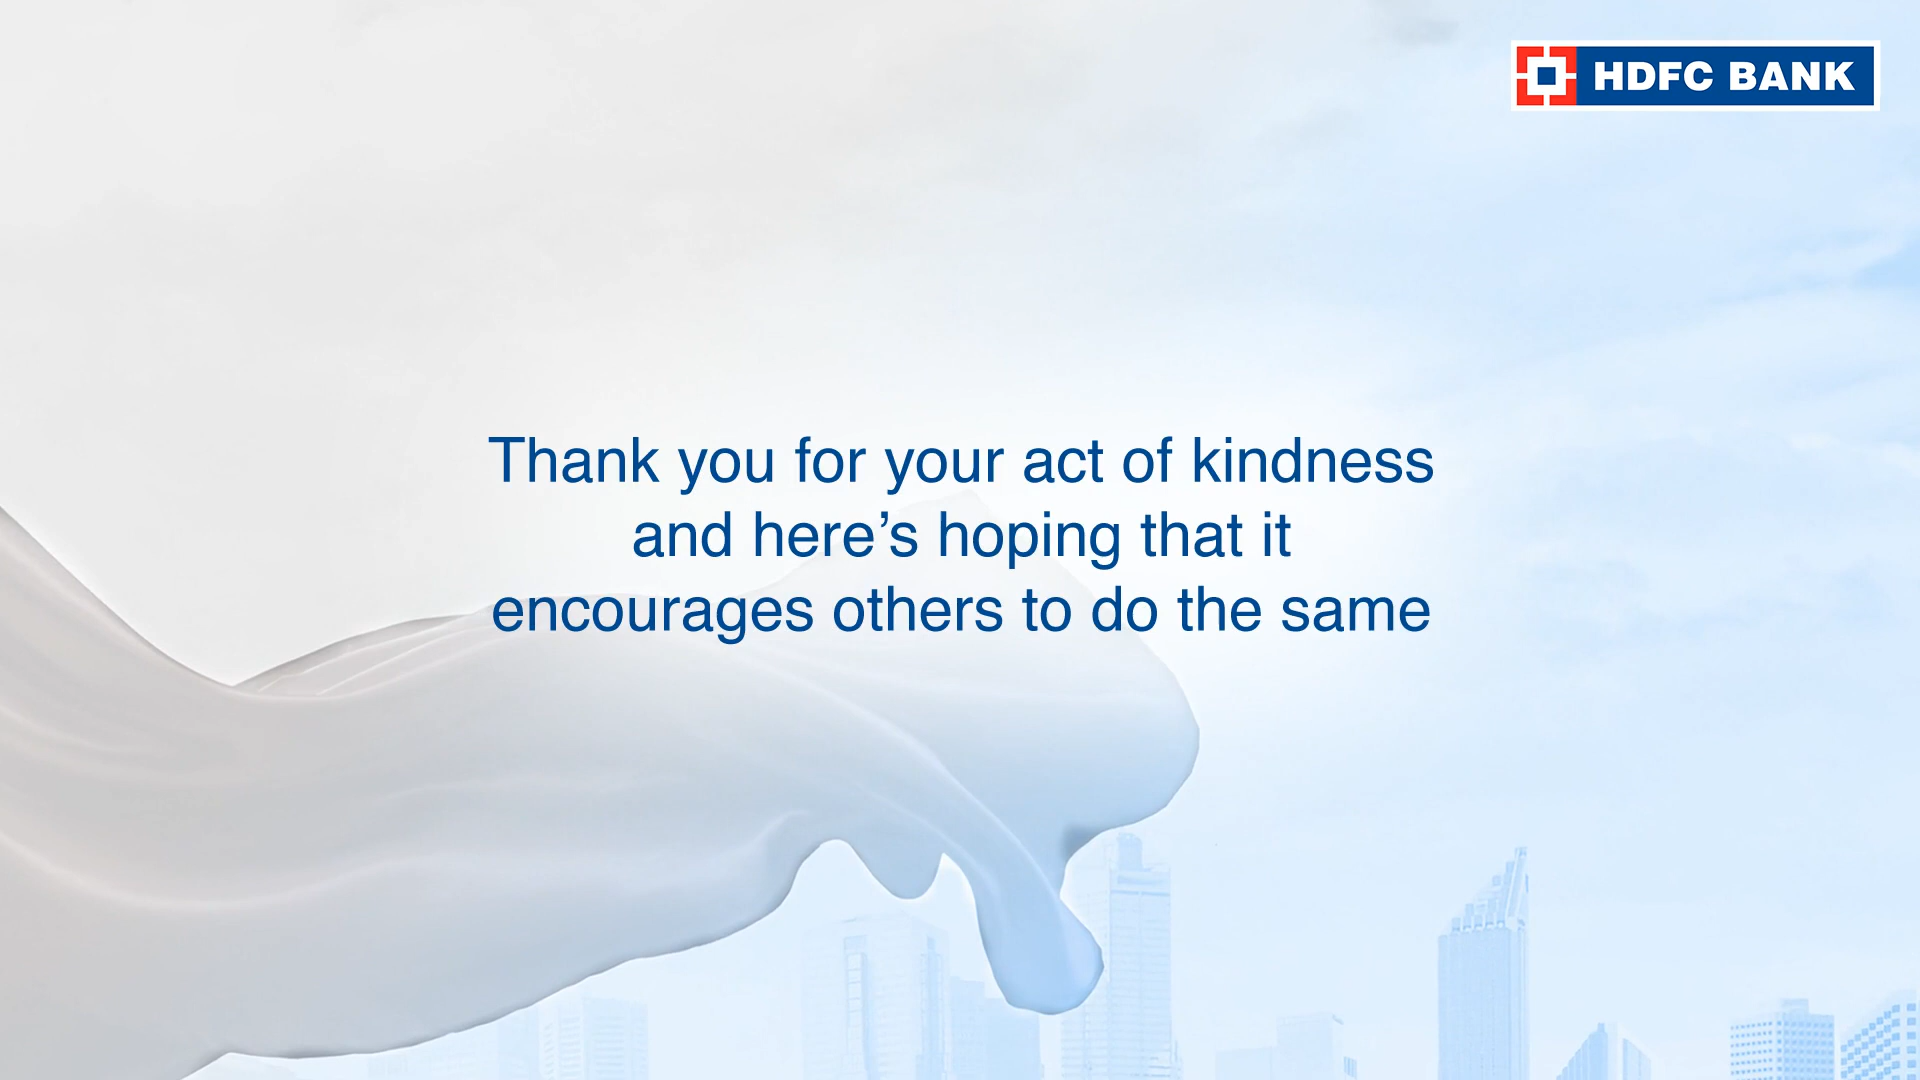 HDFC BANK
Thank you for your act of kindness
and here’s hoping that it
encourages others to do the same